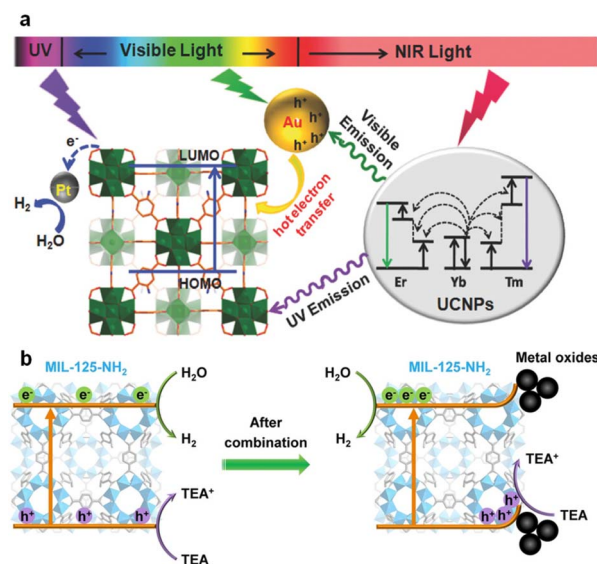 a
UV
Visible Light
NIR Light
h⁺
h⁺ h⁺
Au
h⁺ h⁺
Visible
Emission
e⁻
LUMO
Pt
H₂
H₂O
hot electron
transfer
HOMO
UV Emission
Er
Yb
Tm
UCNPs
b
MIL-125-NH₂
e⁻ e⁻ e⁻
H₂O
H₂
h⁺ h⁺ h⁺
TEA⁺
TEA
After
combination
MIL-125-NH₂
Metal oxides
H₂O
e⁻ e⁻ e⁻
H₂
TEA⁺
h⁺
h⁺ h⁺
TEA